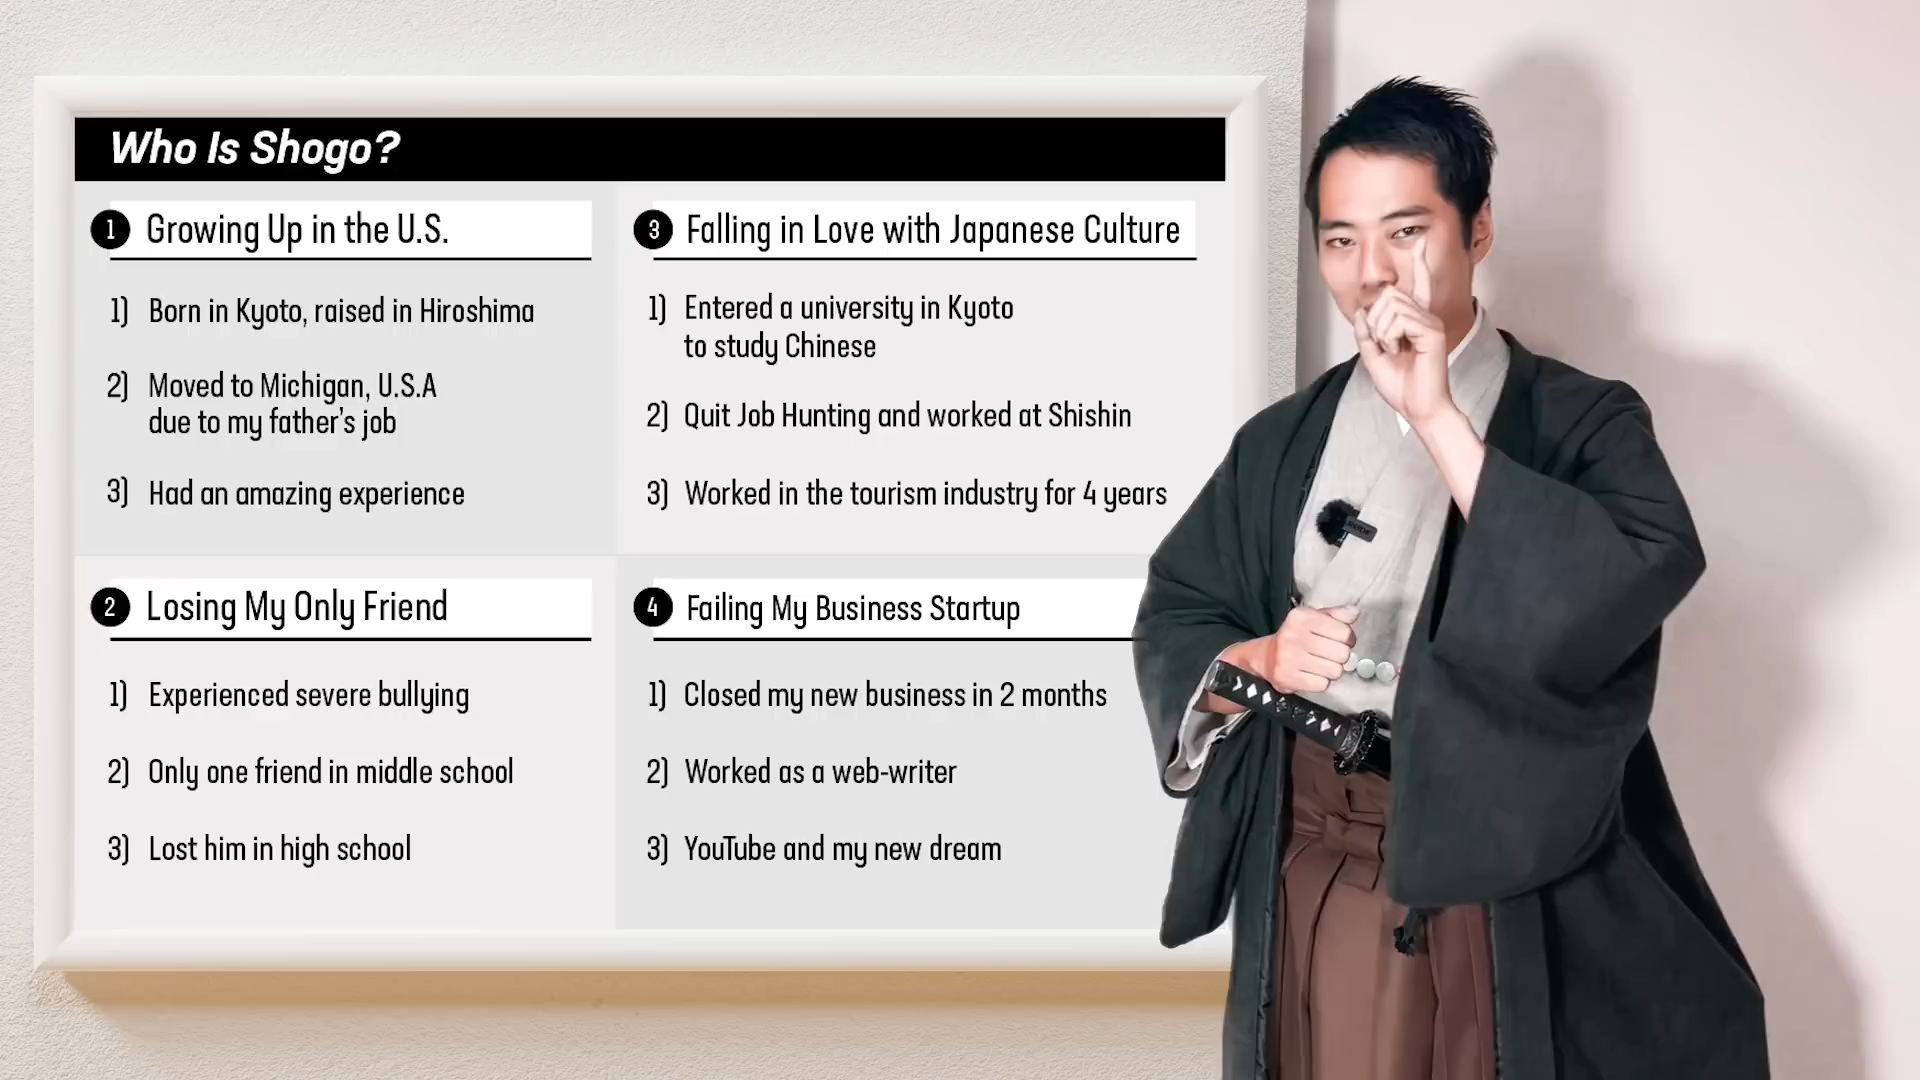 Who Is Shogo?
1 Growing Up in the U.S.
1) Born in Kyoto, raised in Hiroshima
2) Moved to Michigan, U.S.A
due to my father's job
3) Had an amazing experience
2 Losing My Only Friend
1) Experienced severe bullying
2) Only one friend in middle school
3) Lost him in high school
3 Falling in Love with Japanese Culture
1) Entered a university in Kyoto
to study Chinese
2) Quit Job Hunting and worked at Shishin
3) Worked in the tourism industry for 4 years
4 Failing My Business Startup
1) Closed my new business in 2 months
2) Worked as a web-writer
3) YouTube and my new dream